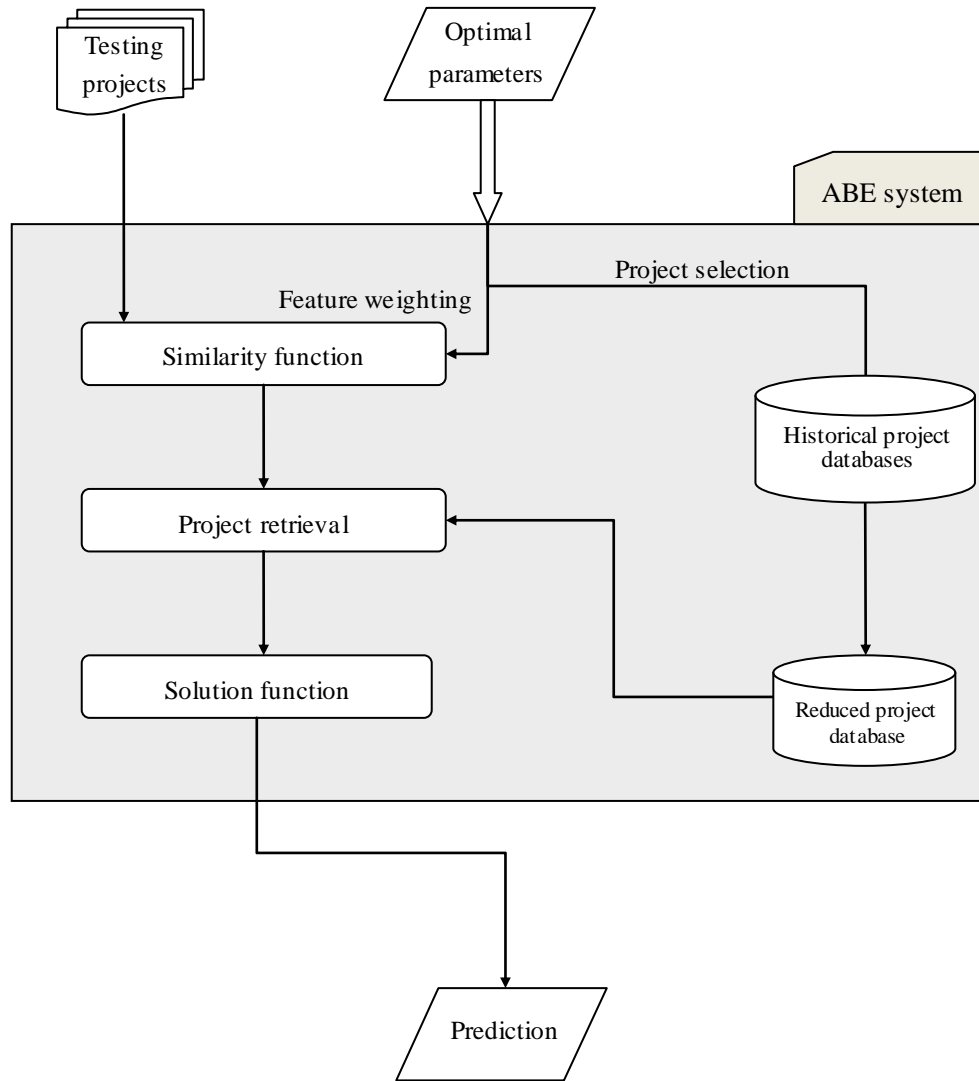 Testing
projects
Optimal
parameters
ABE system
Project selection
Feature weighting
Similarity function
Historical project
databases
Project retrieval
Solution function
Reduced project
database
Prediction